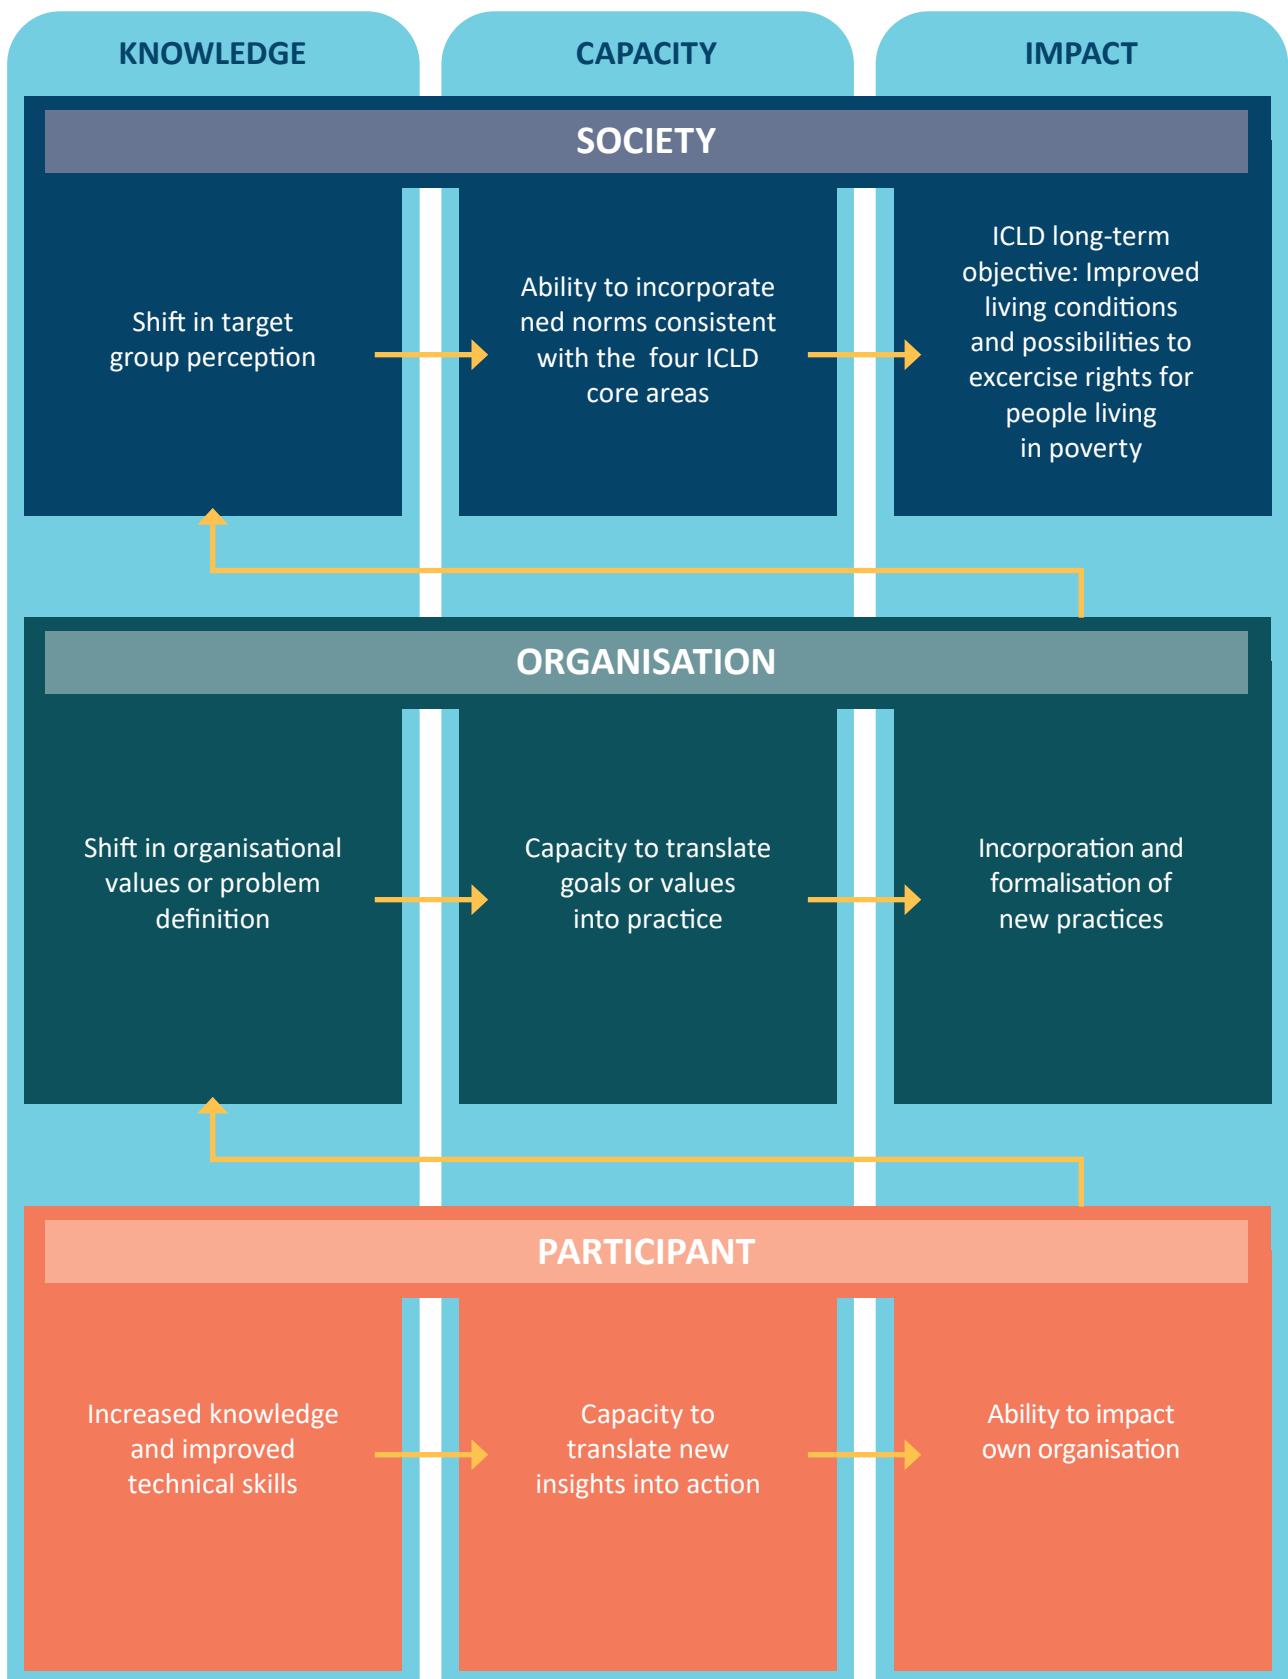 KNOWLEDGE
CAPACITY
IMPACT
SOCIETY
Shift in target
group perception
Ability to incorporate
ned norms consistent
with the four ICLD
core areas
ICLD long-term
objective: Improved
living conditions
and possibilities to
excercise rights for
people living
in poverty
ORGANISATION
Shift in organisational
values or problem
definition
Capacity to translate
goals or values
into practice
Incorporation and
formalisation of
new practices
PARTICIPANT
Increased knowledge
and improved
technical skills
Capacity to
translate new
insights into action
Ability to impact
own organisation